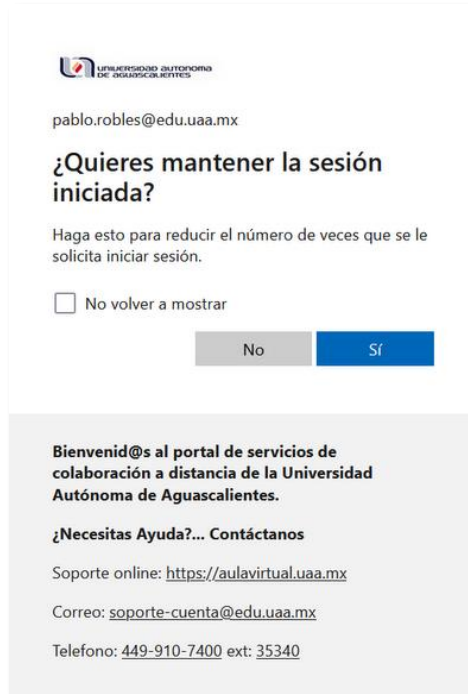 UNIVERSIDAD AUTONOMA
DE AGUASCALIENTES
pablo.robles@edu.uaa.mx
¿Quieres mantener la sesión
iniciada?
Haga esto para reducir el número de veces que se le
solicita iniciar sesión.
No volver a mostrar
No
Sí
Bienvenid@s al portal de servicios de
colaboración a distancia de la Universidad
Autónoma de Aguascalientes.
¿Necesitas Ayuda?... Contáctanos
Soporte online: https://aulavirtual.uaa.mx
Correo: soporte-cuenta@edu.uaa.mx
Telefono: 449-910-7400 ext: 35340